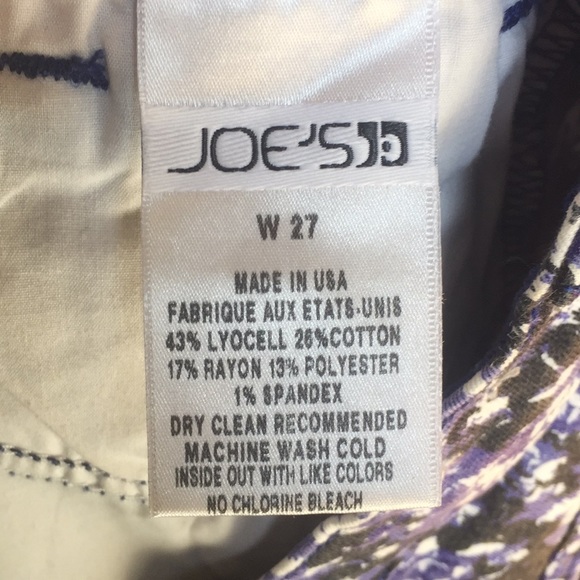 JOE'S
W 27
MADE IN USA
FABRIQUE AUX ETATS-UNIS
43% LYOCELL 26%COTTON
17% RAYON 13% POLYESTER
1% SPANDEX
DRY CLEAN RECOMMENDED
MACHINE WASH COLD
INSIDE OUT WITH LIKE COLORS
NO CHLORINE BLEACH